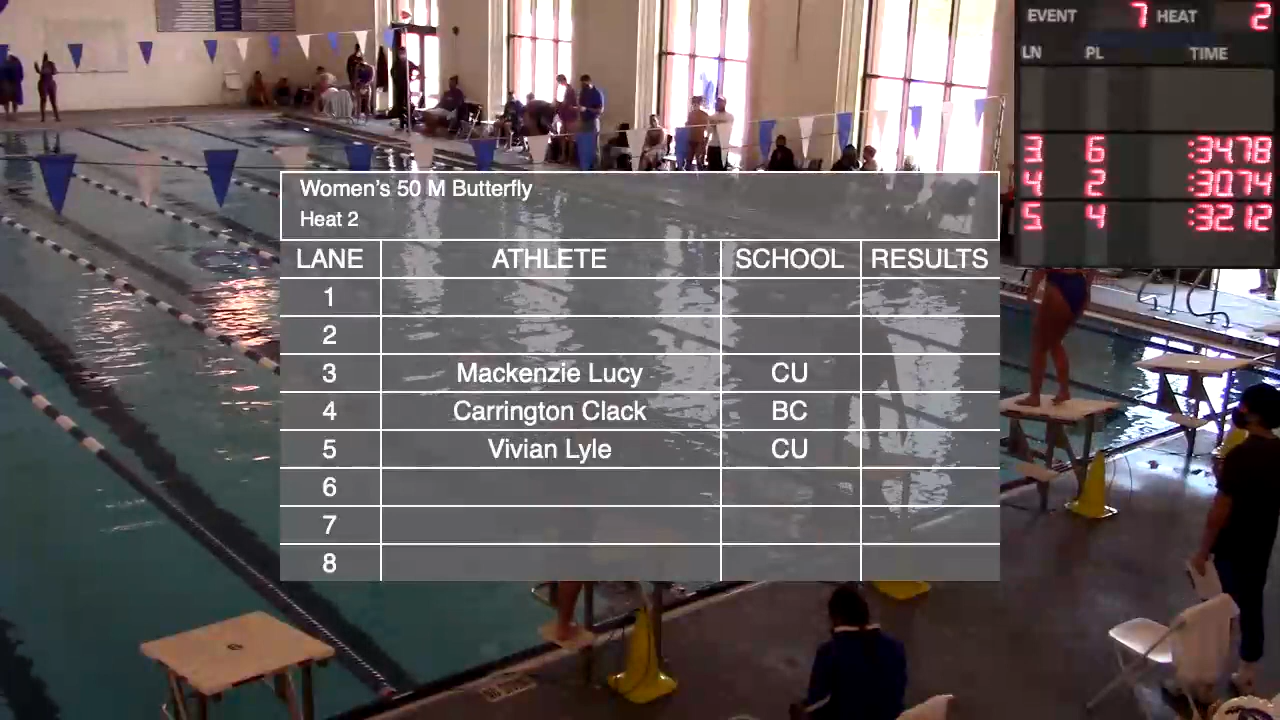 EVENT 7 HEAT 2
LN PL TIME
3 6 :34.78
4 2 :30.74
5 4 :32.12
Women's 50 M Butterfly
Heat 2
LANE ATHLETE SCHOOL RESULTS
1
2
3 Mackenzie Lucy CU
4 Carrington Clack BC
5 Vivian Lyle CU
6
7
8